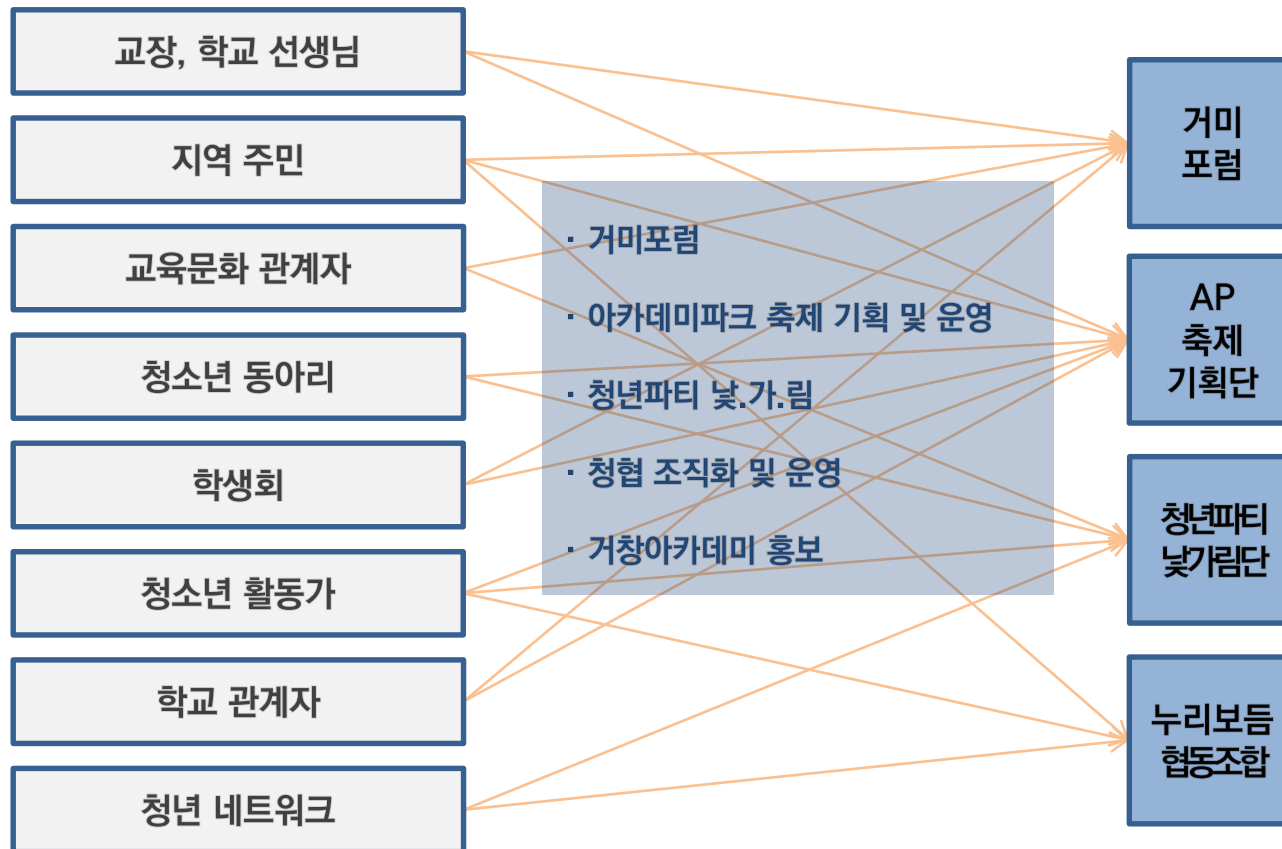 교장, 학교 선생님
지역 주민
교육문화 관계자
청소년 동아리
학생회
청소년 활동가
학교 관계자
청년 네트워크
· 거미포럼
· 아카데미파크 축제 기획 및 운영
· 청년파티 낯.가.림
· 청협 조직화 및 운영
· 거창아카데미 홍보
거미
포럼
AP
축제
기획단
청년파티
낯가림단
누리보듬
협동조합